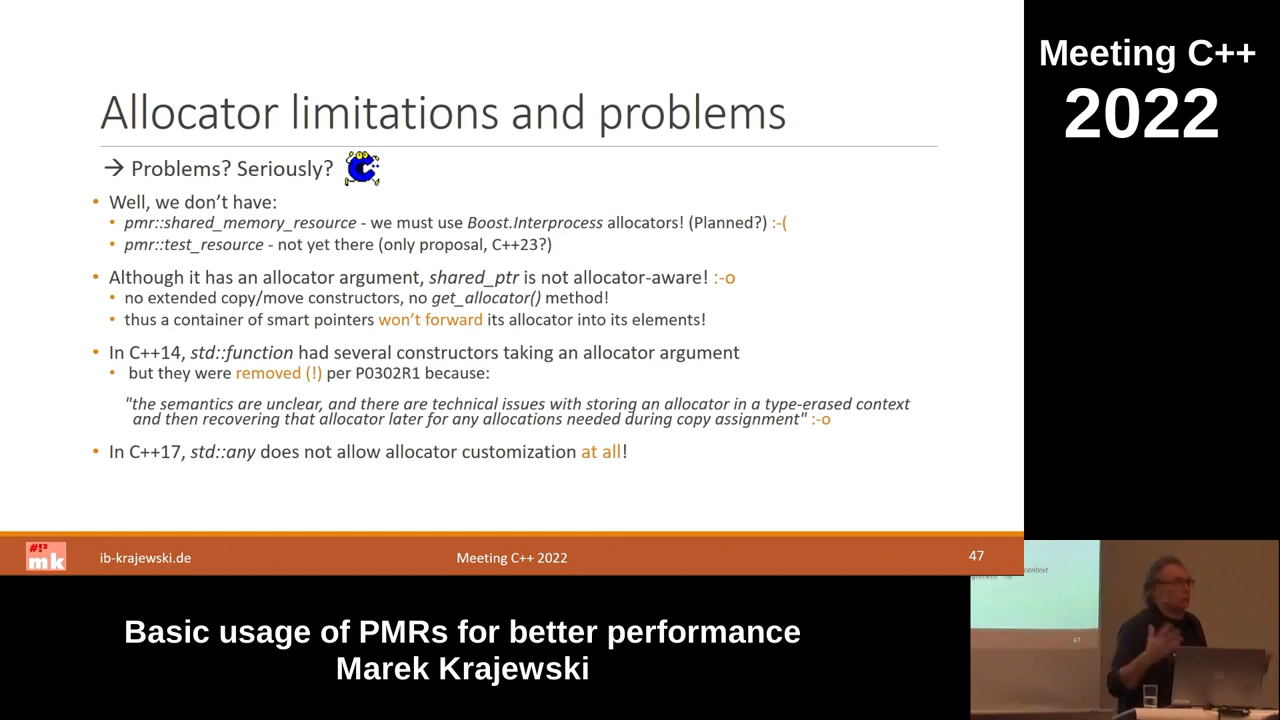 Meeting C++
2022
Allocator limitations and problems
→ Problems? Seriously?
• Well, we don't have:
• pmr::shared_memory_resource - we must use Boost.Interprocess allocators! (Planned?) :-(
• pmr::test_resource - not yet there (only proposal, C++23?)
• Although it has an allocator argument, shared_ptr is not allocator-aware! :-o
• no extended copy/move constructors, no get_allocator() method!
• thus a container of smart pointers won't forward its allocator into its elements!
• In C++14, std::function had several constructors taking an allocator argument
• but they were removed (!) per P0302R1 because:
"the semantics are unclear, and there are technical issues with storing an allocator in a type-erased context
and then recovering that allocator later for any allocations needed during copy assignment" :-o
• In C++17, std::any does not allow allocator customization at all!
#!²
mk
ib-krajewski.de
Meeting C++ 2022
47
context
47
Basic usage of PMRs for better performance
Marek Krajewski